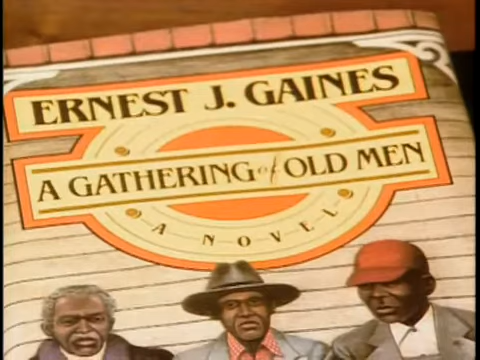 ERNEST J. GAINES
A GATHERING of OLD MEN
A NOVEL